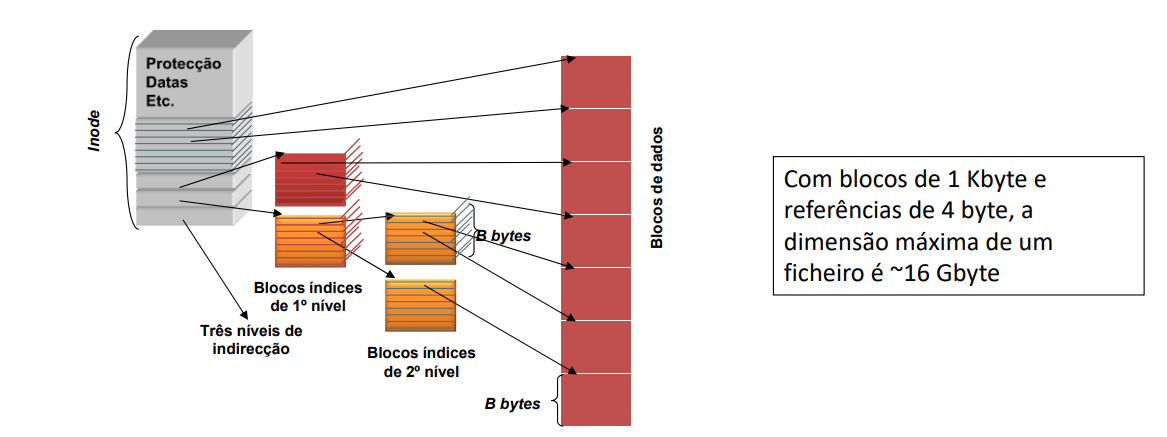 Protecção
Datas
Etc.
Inode
B bytes
Blocos índices
de 1º nível
Três níveis de
indirecção
Blocos índices
de 2º nível
B bytes
Blocos de dados
Com blocos de 1 Kbyte e
referências de 4 byte, a
dimensão máxima de um
ficheiro é ~16 Gbyte